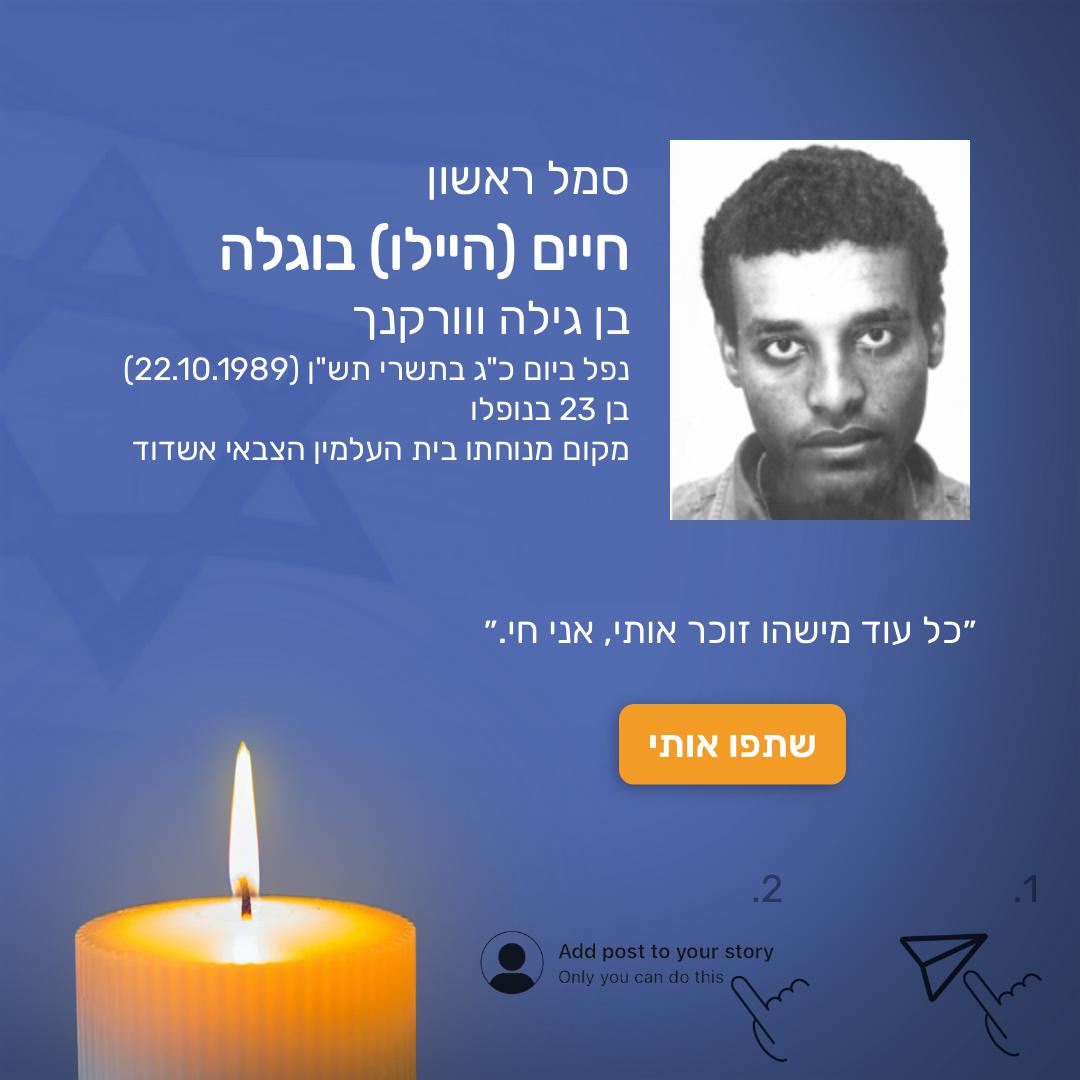 סמל ראשון
חיים (היילו) בוגלה
בן גילה ווורקנך
נפל ביום כ"ג בתשרי תש"ן (22.10.1989)
בן 23 בנופלו
מקום מנוחתו בית העלמין הצבאי אשדוד
״כל עוד מישהו זוכר אותי, אני חי.״
שתפו אותי
1.
2.
Add post to your story
Only you can do this